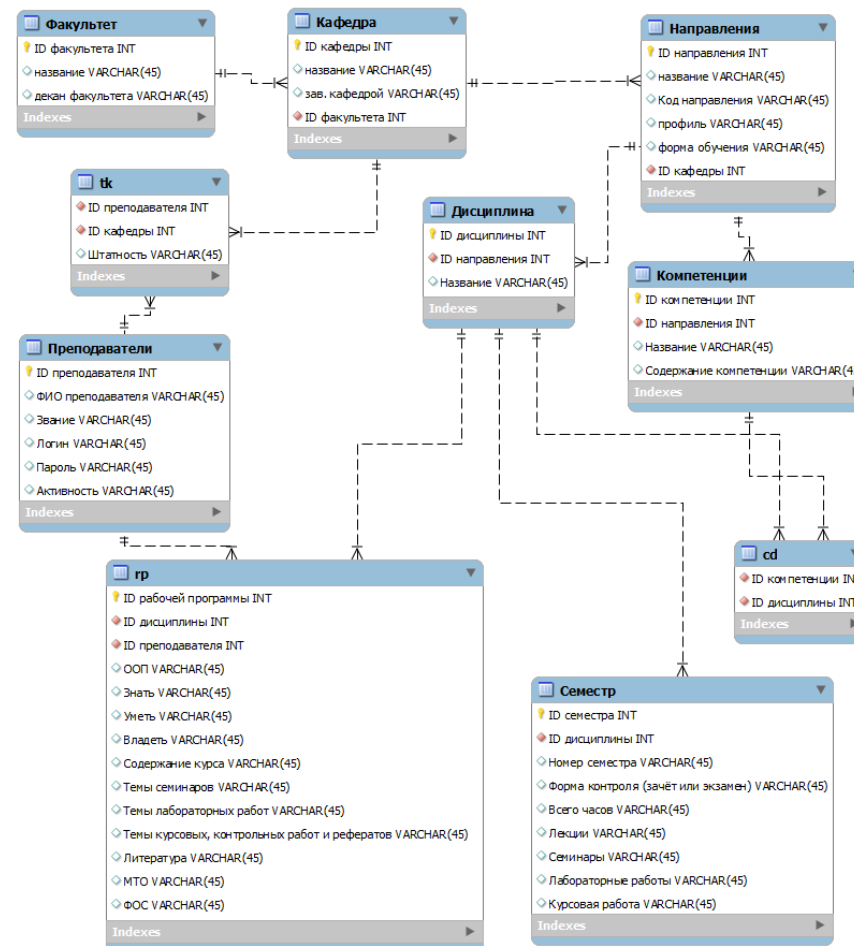 Факультет
ID факультета INT
название VARCHAR(45)
декан факультета VARCHAR(45)
Indexes
Кафедра
ID кафедры INT
название VARCHAR(45)
зав. кафедрой VARCHAR(45)
ID факультета INT
Indexes
Направления
ID направления INT
название VARCHAR(45)
Код направления VARCHAR(45)
профиль VARCHAR(45)
форма обучения VARCHAR(45)
ID кафедры INT
Indexes
tk
ID преподавателя INT
ID кафедры INT
Штатность VARCHAR(45)
Indexes
Дисциплина
ID дисциплины INT
ID направления INT
Название VARCHAR(45)
Indexes
Компетенции
ID компетенции INT
ID направления INT
Название VARCHAR(45)
Содержание компетенции VARCHAR(4
Indexes
Преподаватели
ID преподавателя INT
ФИО преподавателя VARCHAR(45)
Звание VARCHAR(45)
Логин VARCHAR(45)
Пароль VARCHAR(45)
Активность VARCHAR(45)
Indexes
cd
ID компетенции IN
ID дисциплины INT
Indexes
rp
ID рабочей программы INT
ID дисциплины INT
ID преподавателя INT
ООП VARCHAR(45)
Знать VARCHAR(45)
Уметь VARCHAR(45)
Владеть VARCHAR(45)
Содержание курса VARCHAR(45)
Темы семинаров VARCHAR(45)
Темы лабораторных работ VARCHAR(45)
Темы курсовых, контрольных работ и рефератов VARCHAR(45)
Литература VARCHAR(45)
МТО VARCHAR(45)
ФОС VARCHAR(45)
Indexes
Семестр
ID семестра INT
ID дисциплины INT
Номер семестра VARCHAR(45)
Форма контроля (зачёт или экзамен) VARCHAR(45)
Всего часов VARCHAR(45)
Лекции VARCHAR(45)
Семинары VARCHAR(45)
Лабораторные работы VARCHAR(45)
Курсовая работа VARCHAR(45)
Indexes